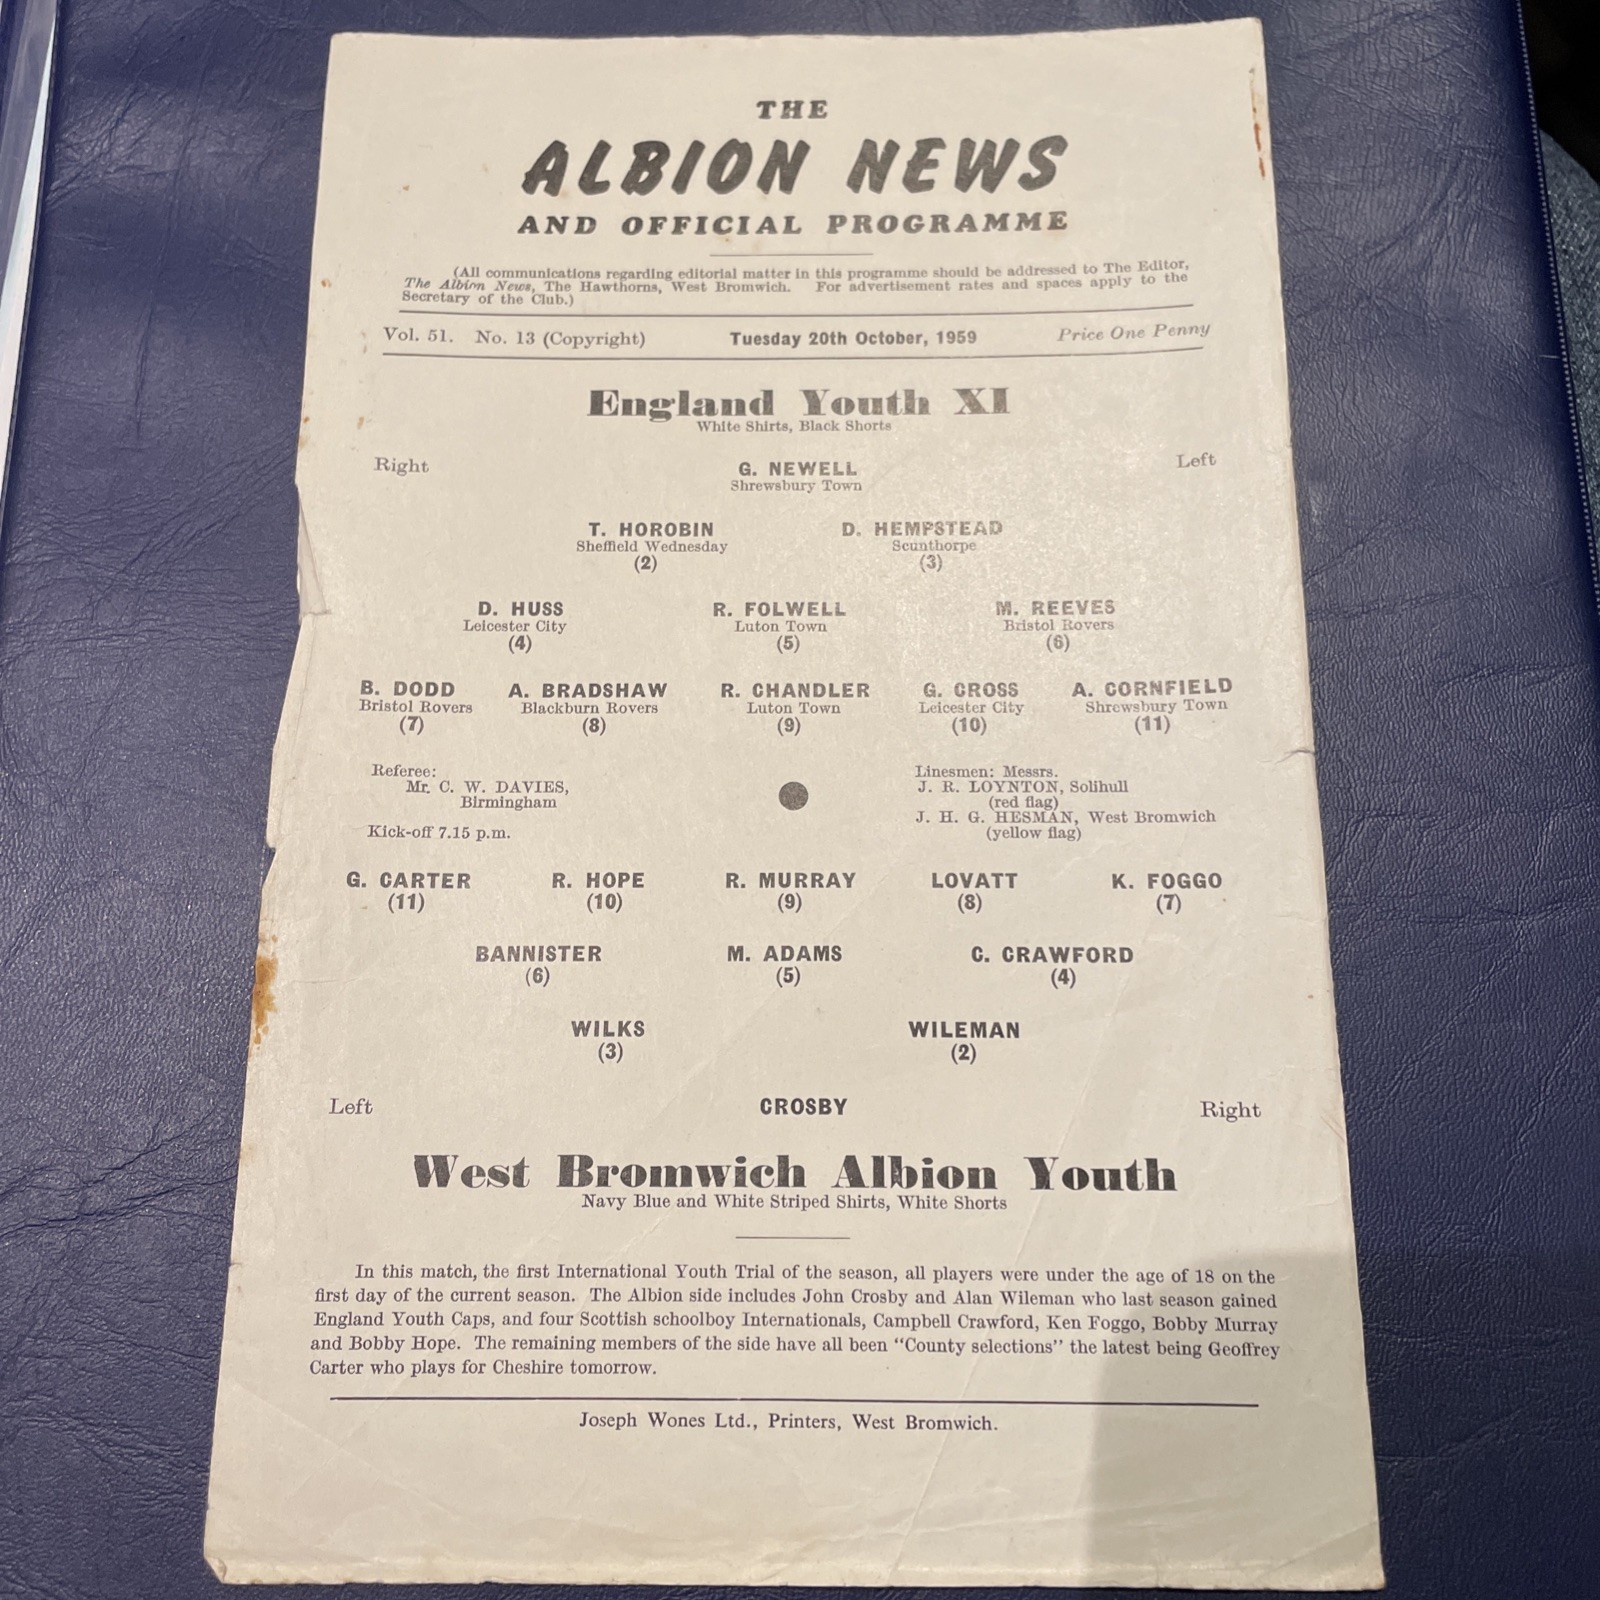 THE
ALBION NEWS
AND OFFICIAL PROGRAMME
(All communications regarding editorial matter in this programme should be addressed to The Editor,
The Albion News, The Hawthorns, West Bromwich. For advertisement rates and spaces apply to the
Secretary of the Club.)
Vol. 51. No. 13 (Copyright) Tuesday 20th October, 1959 Price One Penny
England Youth XI
White Shirts, Black Shorts
Right G. NEWELL Left
Shrewsbury Town
T. HOROBIN D. HEMPSTEAD
Sheffield Wednesday Scunthorpe
(2) (3)
D. HUSS R. FOLWELL M. REEVES
Leicester City Luton Town Bristol Rovers
(4) (5) (6)
B. DODD A. BRADSHAW R. CHANDLER G. CROSS A. CORNFIELD
Bristol Rovers Blackburn Rovers Luton Town Leicester City Shrewsbury Town
(7) (8) (9) (10) (11)
Referee:
Mr. C. W. DAVIES,
Birmingham
Kick-off 7.15 p.m.
Linesmen: Messrs.
J. R. LOYNTON, Solihull
(red flag)
J. H. G. HESMAN, West Bromwich
(yellow flag)
G. CARTER R. HOPE R. MURRAY LOVATT K. FOGGO
(11) (10) (9) (8) (7)
BANNISTER M. ADAMS C. CRAWFORD
(6) (5) (4)
WILKS WILEMAN
(3) (2)
Left CROSBY Right
West Bromwich Albion Youth
Navy Blue and White Striped Shirts, White Shorts
In this match, the first International Youth Trial of the season, all players were under the age of 18 on the
first day of the current season. The Albion side includes John Crosby and Alan Wileman who last season gained
England Youth Caps, and four Scottish schoolboy Internationals, Campbell Crawford, Ken Foggo, Bobby Murray
and Bobby Hope. The remaining members of the side have all been "County selections" the latest being Geoffrey
Carter who plays for Cheshire tomorrow.
Joseph Wones Ltd., Printers, West Bromwich.